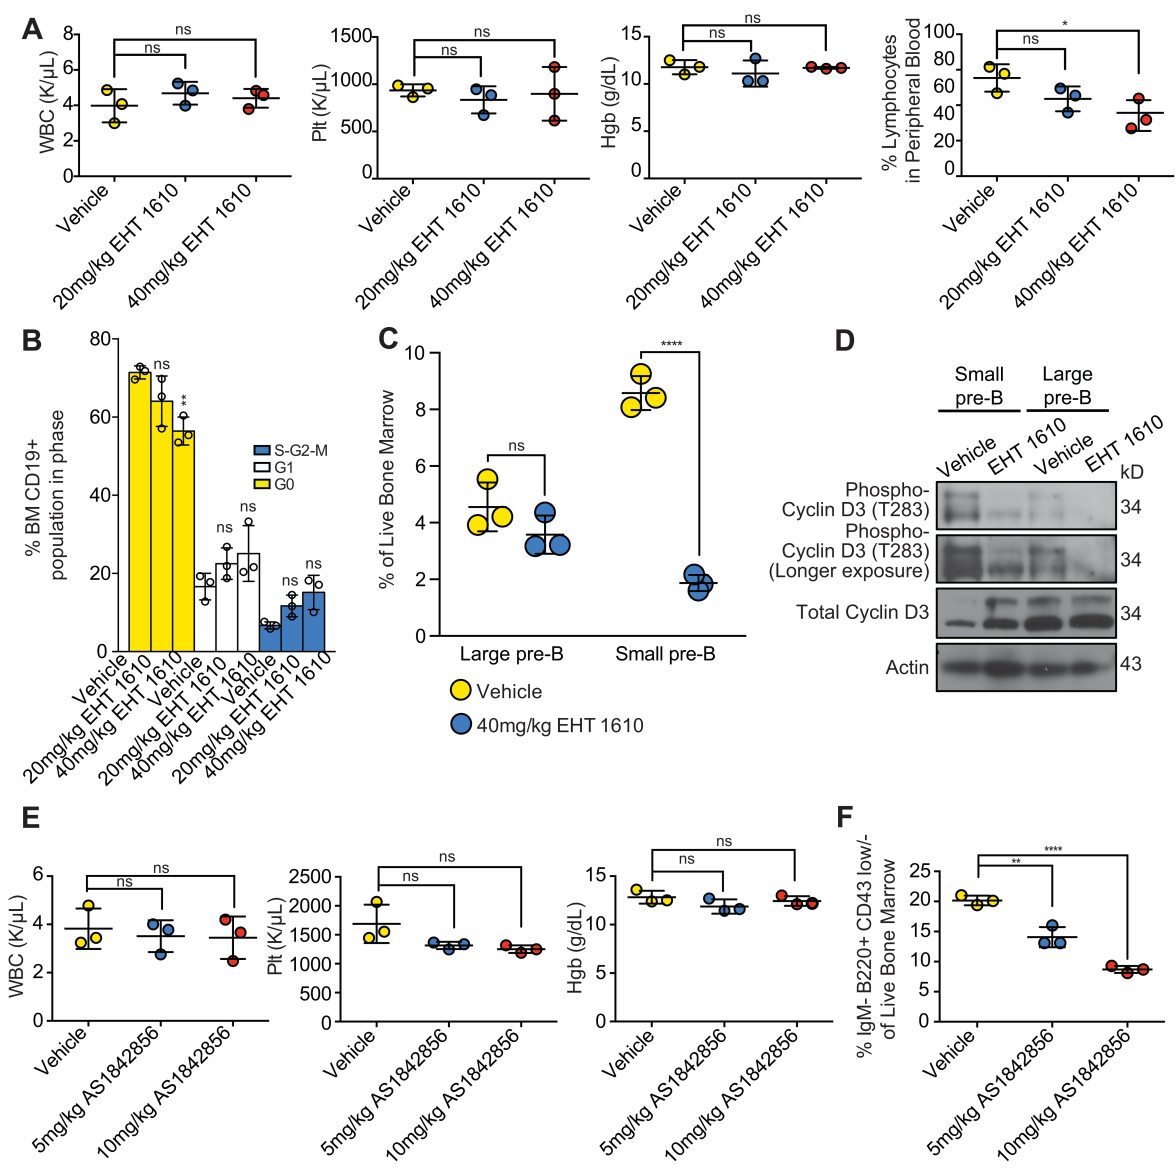 A
WBC (K/µL)
8
6
4
2
0
ns
ns
Vehicle
20mg/kg EHT 1610
40mg/kg EHT 1610
Plt (K/µL)
1500
1000
500
0
ns
ns
Vehicle
20mg/kg EHT 1610
40mg/kg EHT 1610
Hgb (g/dL)
15
10
5
0
ns
ns
Vehicle
20mg/kg EHT 1610
40mg/kg EHT 1610
% Lymphocytes
in Peripheral Blood
100
80
60
40
20
0
*
ns
Vehicle
20mg/kg EHT 1610
40mg/kg EHT 1610
B
% BM CD19+
population in phase
80
60
40
20
0
ns
**
ns
ns
ns
ns
S-G2-M
G1
G0
Vehicle
20mg/kg EHT 1610
40mg/kg EHT 1610
Vehicle
20mg/kg EHT 1610
40mg/kg EHT 1610
Vehicle
20mg/kg EHT 1610
40mg/kg EHT 1610
C
% of Live Bone Marrow
10
8
6
4
2
0
ns
****
Large pre-B
Small pre-B
Vehicle
40mg/kg EHT 1610
D
Small
pre-B
Large
pre-B
Vehicle
EHT 1610
Vehicle
EHT 1610
kD
Phospho-
Cyclin D3 (T283)
34
Phospho-
Cyclin D3 (T283)
(Longer exposure)
34
Total Cyclin D3
34
Actin
43
E
WBC (K/µL)
6
4
2
0
ns
ns
Vehicle
5mg/kg AS1842856
10mg/kg AS1842856
Plt (K/µL)
2500
2000
1500
1000
500
0
ns
ns
Vehicle
5mg/kg AS1842856
10mg/kg AS1842856
Hgb (g/dL)
15
10
5
0
ns
ns
Vehicle
5mg/kg AS1842856
10mg/kg AS1842856
F
% IgM- B220+ CD43 low/-
of Live Bone Marrow
25
20
15
10
5
0
****
**
Vehicle
5mg/kg AS1842856
10mg/kg AS1842856